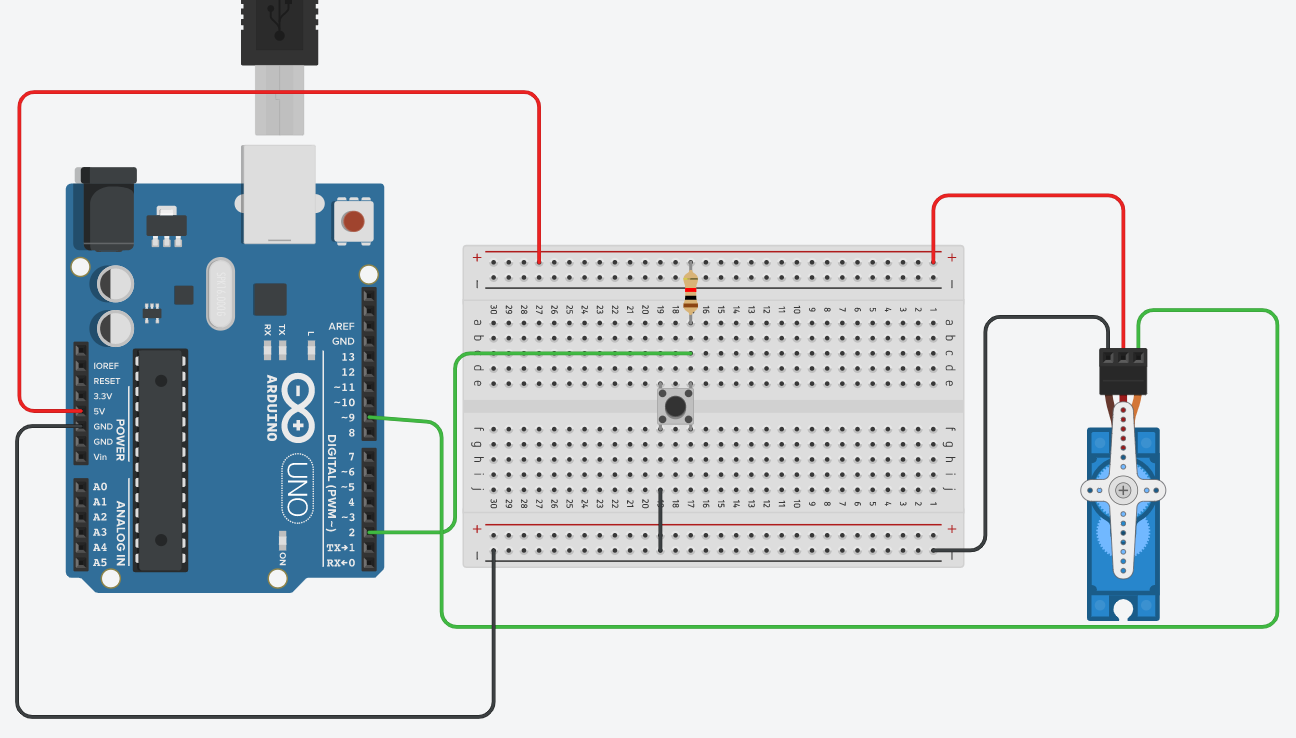 AREF
GND
13
12
~11
~10
~9
8
7
~6
~5
4
~3
2
TX→1
RX←0
DIGITAL (PWM ~)
IOREF
RESET
3.3V
5V
GND
GND
Vin
POWER
A0
A1
A2
A3
A4
A5
ANALOG IN
RX
TX
L
ARDUINO
UNO
ON
+ +
− −
30 29 28 27 26 25 24 23 22 21 20 19 18 16 15 14 13 12 11 10 9 8 7 6 5 4 3 2 1
a a
b b
c c
d d
e e
f f
g g
h h
i i
j j
30 29 28 27 26 25 24 23 22 21 20 18 17 16 15 14 13 12 11 10 9 8 7 6 5 4 3 2 1
+ +
− −